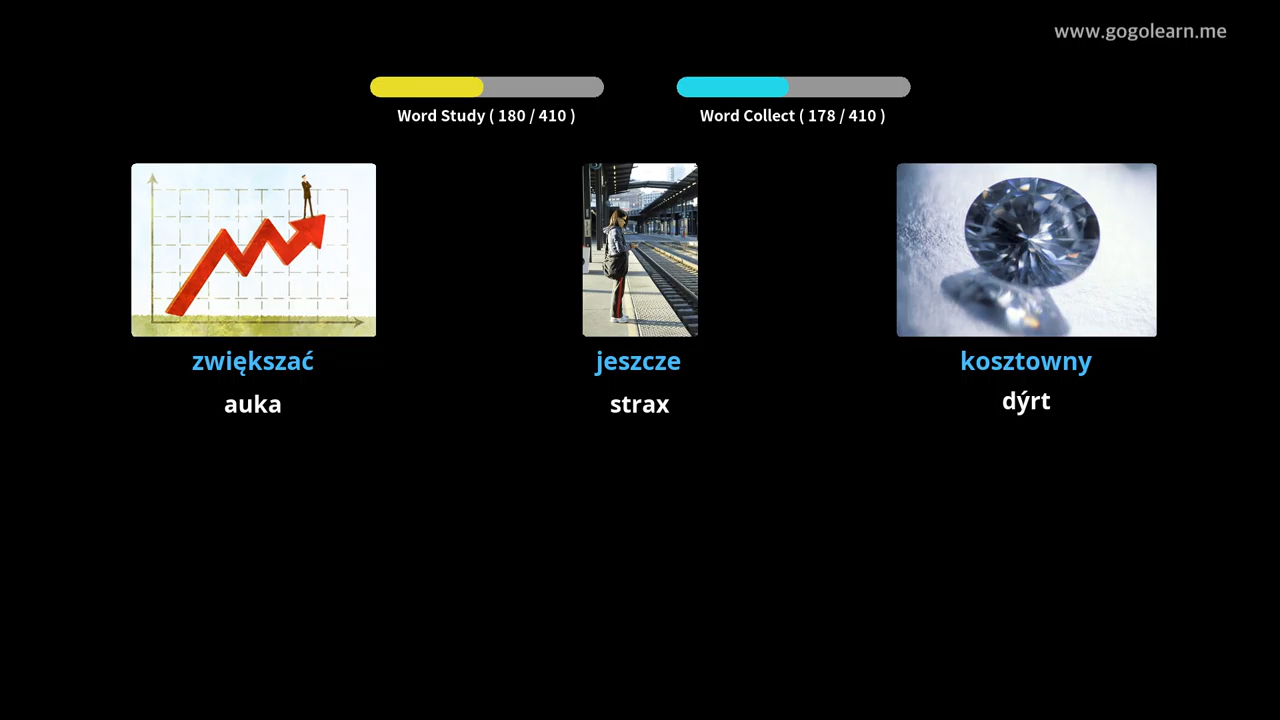 www.gogolearn.me
Word Study ( 180 / 410 )
Word Collect ( 178 / 410 )
zwiększać
jeszcze
kosztowny
auka
strax
dýrt